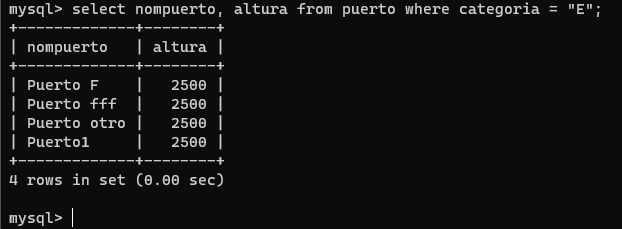 mysql> select nompuerto, altura from puerto where categoria = "E";
+-------------+--------+
| nompuerto   | altura |
+-------------+--------+
| Puerto F    |   2500 |
| Puerto fff  |   2500 |
| Puerto otro |   2500 |
| Puerto1     |   2500 |
+-------------+--------+
4 rows in set (0.00 sec)
mysql>